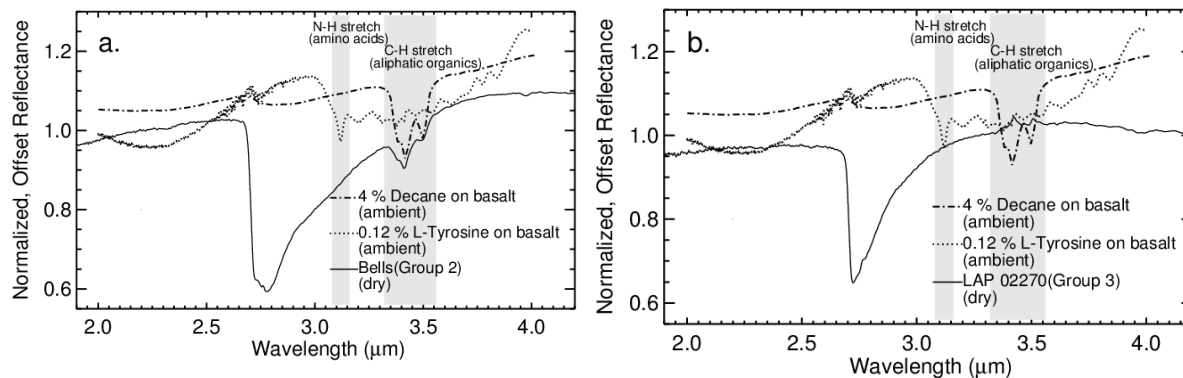 a.
N-H stretch
(amino acids)
C-H stretch
(aliphatic organics)
Normalized, Offset Reflectance
1.2
1.0
0.8
0.6
4 % Decane on basalt
(ambient)
0.12 % L-Tyrosine on basalt
(ambient)
Bells(Group 2)
(dry)
2.0 2.5 3.0 3.5 4.0
Wavelength (μm)
b.
N-H stretch
(amino acids)
C-H stretch
(aliphatic organics)
Normalized, Offset Reflectance
1.2
1.0
0.8
0.6
4 % Decane on basalt
(ambient)
0.12 % L-Tyrosine on basalt
(ambient)
LAP 02270(Group 3)
(dry)
2.0 2.5 3.0 3.5 4.0
Wavelength (μm)